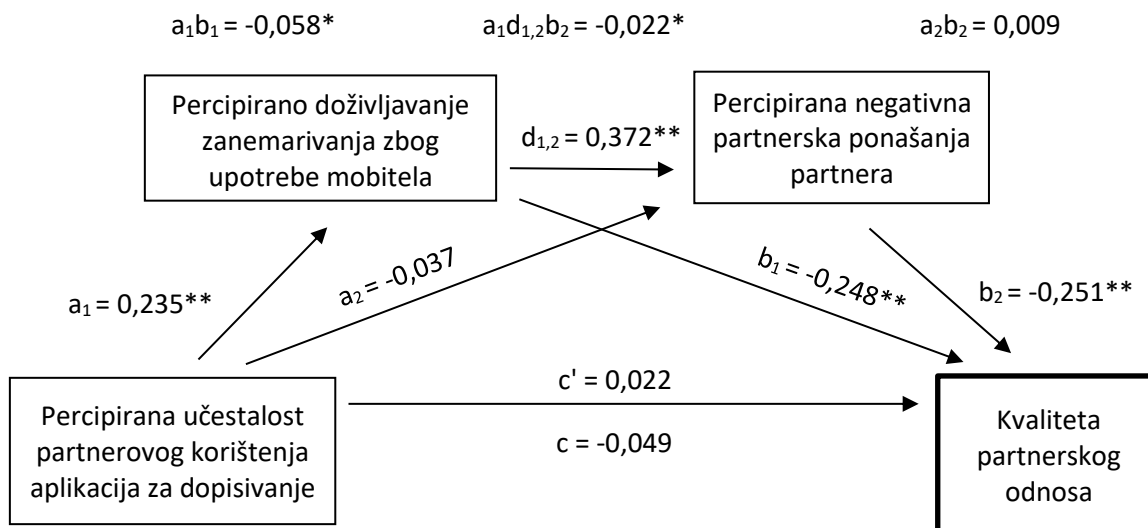 a1b1 = -0,058*
a1d1,2b2 = -0,022*
a2b2 = 0,009
Percipirano doživljavanje
zanemarivanja zbog
upotrebe mobitela
Percipirana negativna
partnerska ponašanja
partnera
d1,2 = 0,372**
a1 = 0,235**
a2 = -0,037
b1 = -0,248**
b2 = -0,251**
Percipirana učestalost
partnerovog korištenja
aplikacija za dopisivanje
c' = 0,022
c = -0,049
Kvaliteta
partnerskog
odnosa